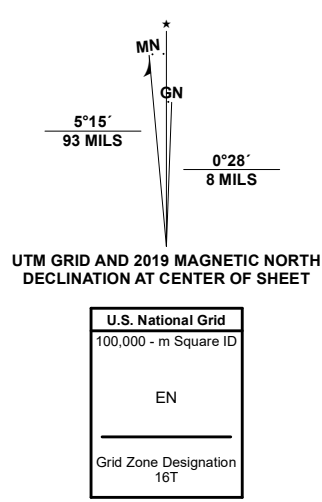 ★
MN
GN
5°15´
93 MILS
0°28´
8 MILS
UTM GRID AND 2019 MAGNETIC NORTH
DECLINATION AT CENTER OF SHEET
U.S. National Grid
100,000 - m Square ID
EN
Grid Zone Designation
16T